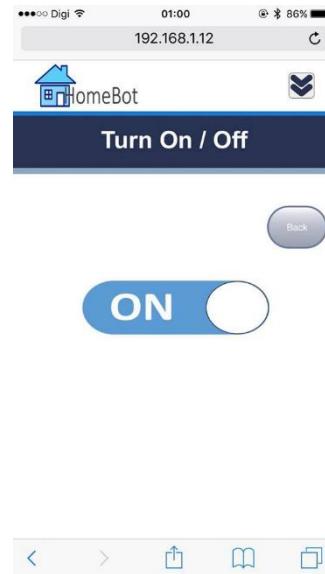 Digi 01:00 86%
192.168.1.12
HomeBot
Turn On / Off
Back
ON